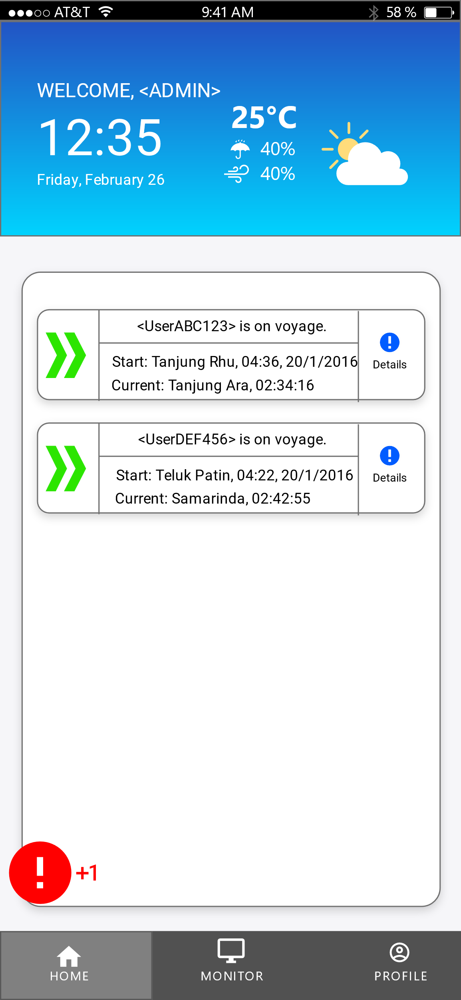 AT&T 9:41 AM 58 %
WELCOME, <ADMIN>
25°C
12:35
40%
40%
Friday, February 26
<UserABC123> is on voyage.
Start: Tanjung Rhu, 04:36, 20/1/2016
Current: Tanjung Ara, 02:34:16
Details
<UserDEF456> is on voyage.
Start: Teluk Patin, 04:22, 20/1/2016
Current: Samarinda, 02:42:55
Details
+1
HOME MONITOR PROFILE